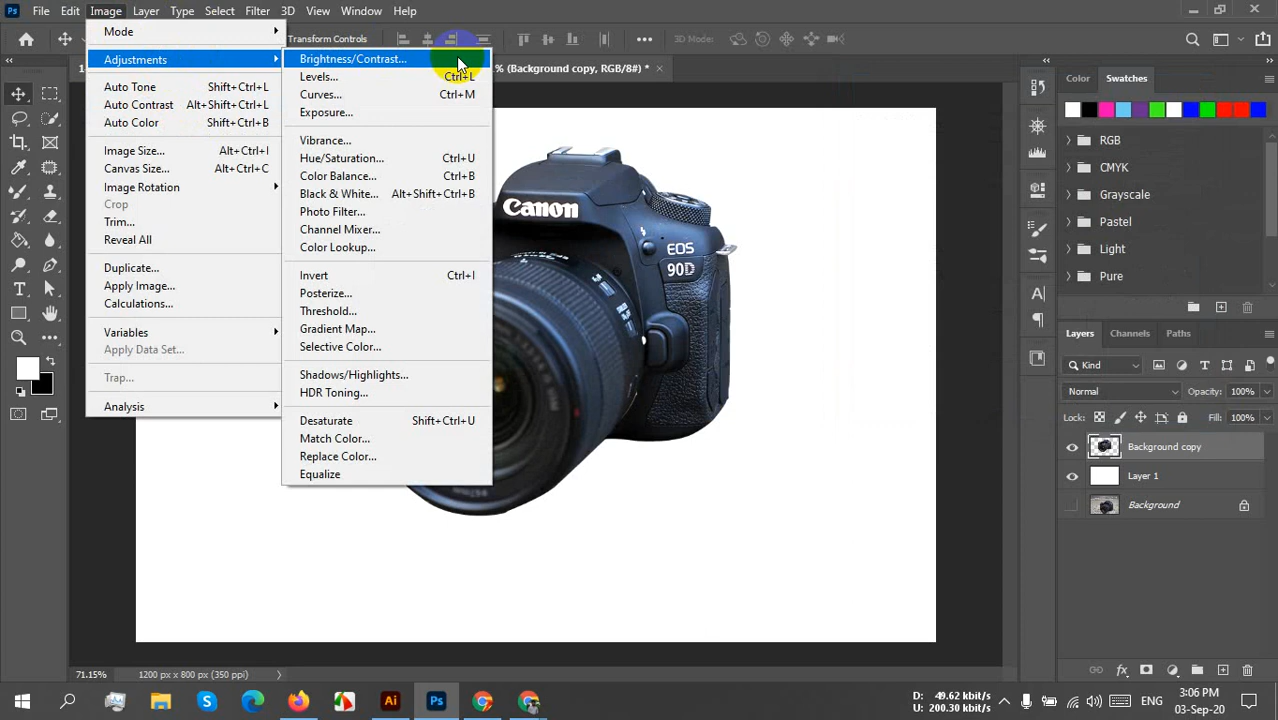 File Edit Image Layer Type Select Filter 3D View Window Help
Transform Controls 3D Mode:
1 % (Background copy, RGB/8#) *
Mode
Adjustments
Auto Tone Shift+Ctrl+L
Auto Contrast Alt+Shift+Ctrl+L
Auto Color Shift+Ctrl+B
Image Size... Alt+Ctrl+I
Canvas Size... Alt+Ctrl+C
Image Rotation
Crop
Trim...
Reveal All
Duplicate...
Apply Image...
Calculations...
Variables
Apply Data Set...
Trap...
Analysis
Brightness/Contrast...
Levels... Ctrl+L
Curves... Ctrl+M
Exposure...
Vibrance...
Hue/Saturation... Ctrl+U
Color Balance... Ctrl+B
Black & White... Alt+Shift+Ctrl+B
Photo Filter...
Channel Mixer...
Color Lookup...
Invert Ctrl+I
Posterize...
Threshold...
Gradient Map...
Selective Color...
Shadows/Highlights...
HDR Toning...
Desaturate Shift+Ctrl+U
Match Color...
Replace Color...
Equalize
Canon
EOS
90D
Color Swatches
RGB
CMYK
Grayscale
Pastel
Light
Pure
Layers Channels Paths
Kind
Normal Opacity: 100%
Lock: Fill: 100%
Background copy
Layer 1
Background
71.15% 1200 px x 800 px (350 ppi)
D: 49.62 kbit/s
U: 200.30 kbit/s
ENG
3:06 PM
03-Sep-20